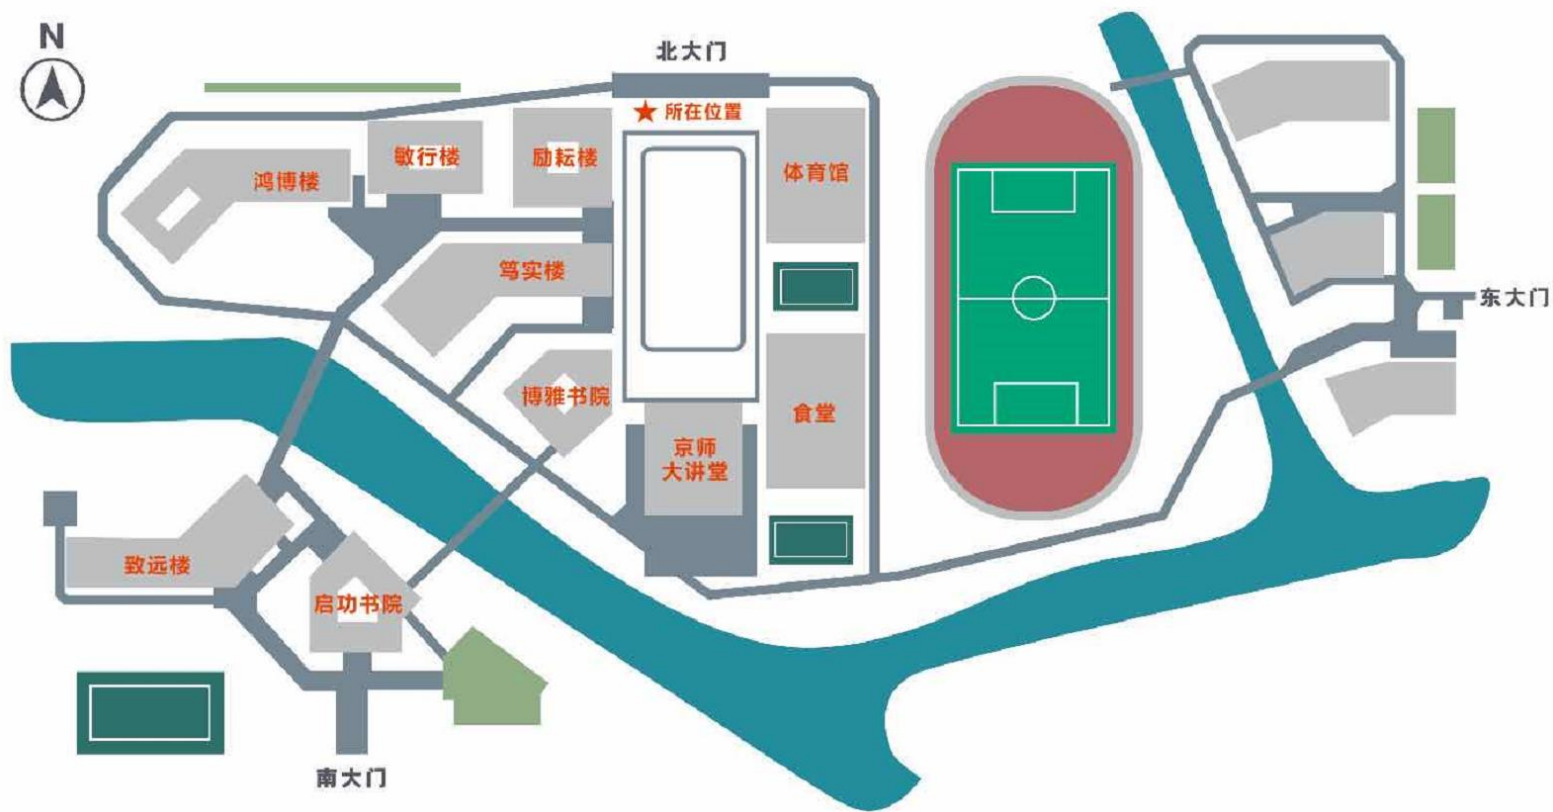 N
北大门
所在位置
敏行楼
励耘楼
体育馆
鸿博楼
笃实楼
东大门
博雅书院
食堂
京师
大讲堂
致远楼
启功书院
南大门